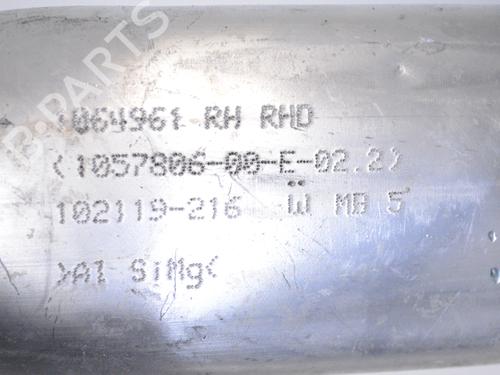 1064961 RH RHD
(1057806-00-E-02.2)
102119-216 Ü MB 5
>Al SiMg<
B-PARTS